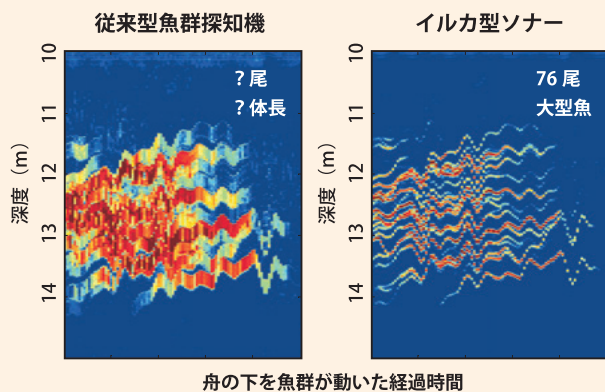 従来型魚群探知機
イルカ型ソナー
深度（m）
10
11
12
13
14
? 尾
? 体長
深度（m）
10
11
12
13
14
76 尾
大型魚
舟の下を魚群が動いた経過時間